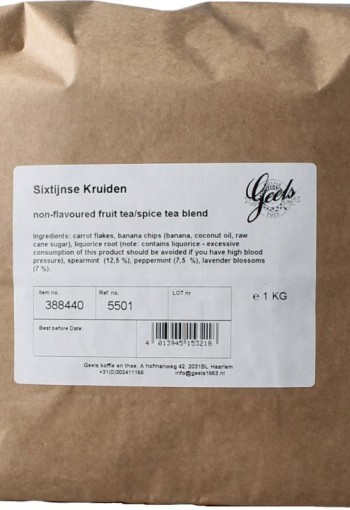 Sixtijnse Kruiden
Geels
non-flavoured fruit tea/spice tea blend
Ingredients: carrot flakes, banana chips (banana, coconut oil, raw
cane sugar), liquorice root (note: contains liquorice - excessive
consumption of this product should be avoided if you have high blood
pressure), spearmint (12,5 %), peppermint (7,5 %), lavender blossoms
(7 %).
Item no.
388440
Ref. no.
5501
LOT nr
e 1 KG
Best before Date:
4 013945 153218
Geels koffie en thee, A hofmanweg 42, 2031BL Haarlem
+31(0)302411166 info@geels1863.nl